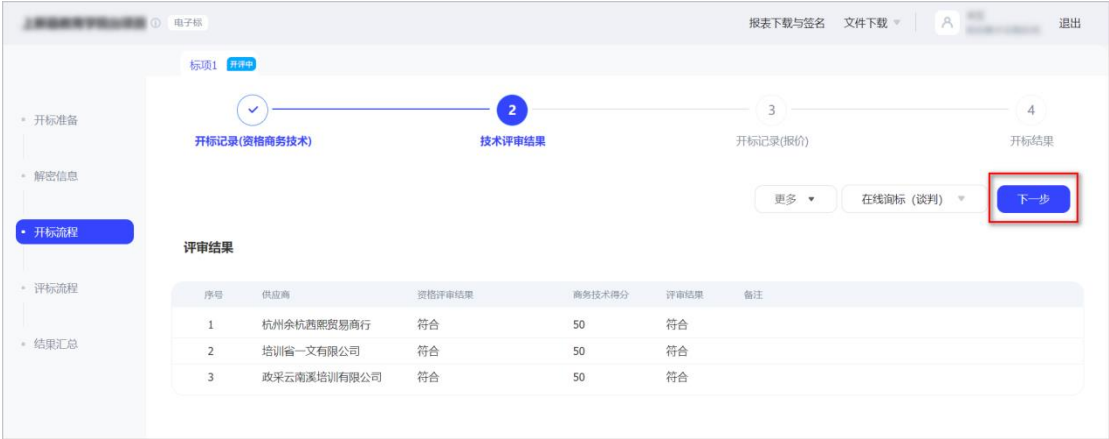 电子标 报表下载与签名 文件下载 退出
标项1 开评中
开标准备
解密信息
开标流程
评标流程
结果汇总
2 3 4
开标记录(资格商务技术) 技术评审结果 开标记录(报价) 开标结果
更多 在线询标（谈判） 下一步
评审结果
序号 供应商 资格评审结果 商务技术得分 评审结果 备注
1 杭州余杭茜熙贸易商行 符合 50 符合
2 培训省一文有限公司 符合 50 符合
3 政采云南溪培训有限公司 符合 50 符合